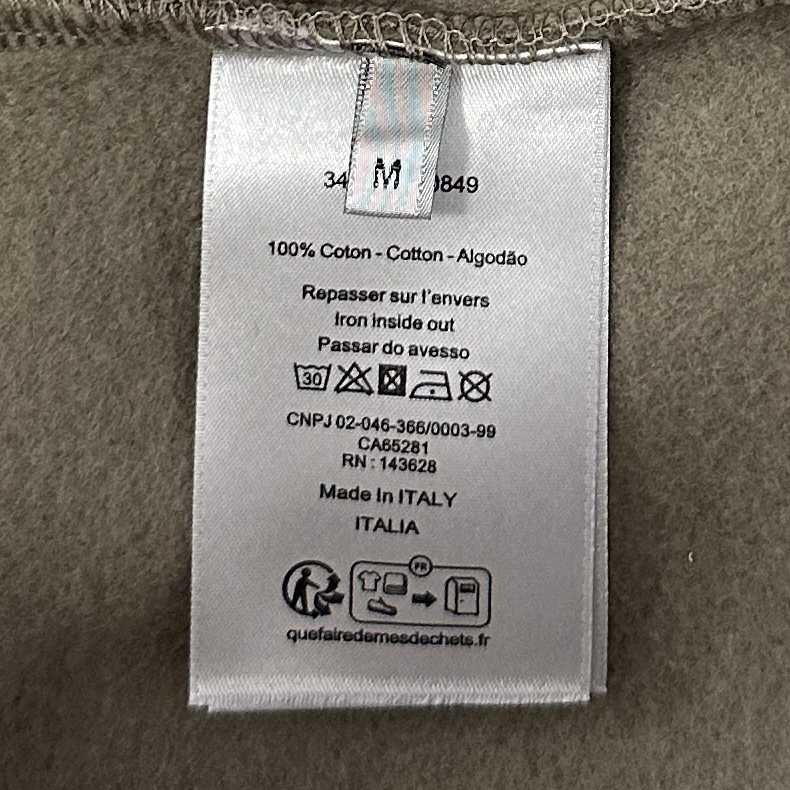 M
34 0849
100% Coton - Cotton - Algodão
Repasser sur l'envers
Iron inside out
Passar do avesso
30
CNPJ 02-046-366/0003-99
CA65281
RN : 143628
Made in ITALY
ITALIA
FR
quefairedemesdechets.fr